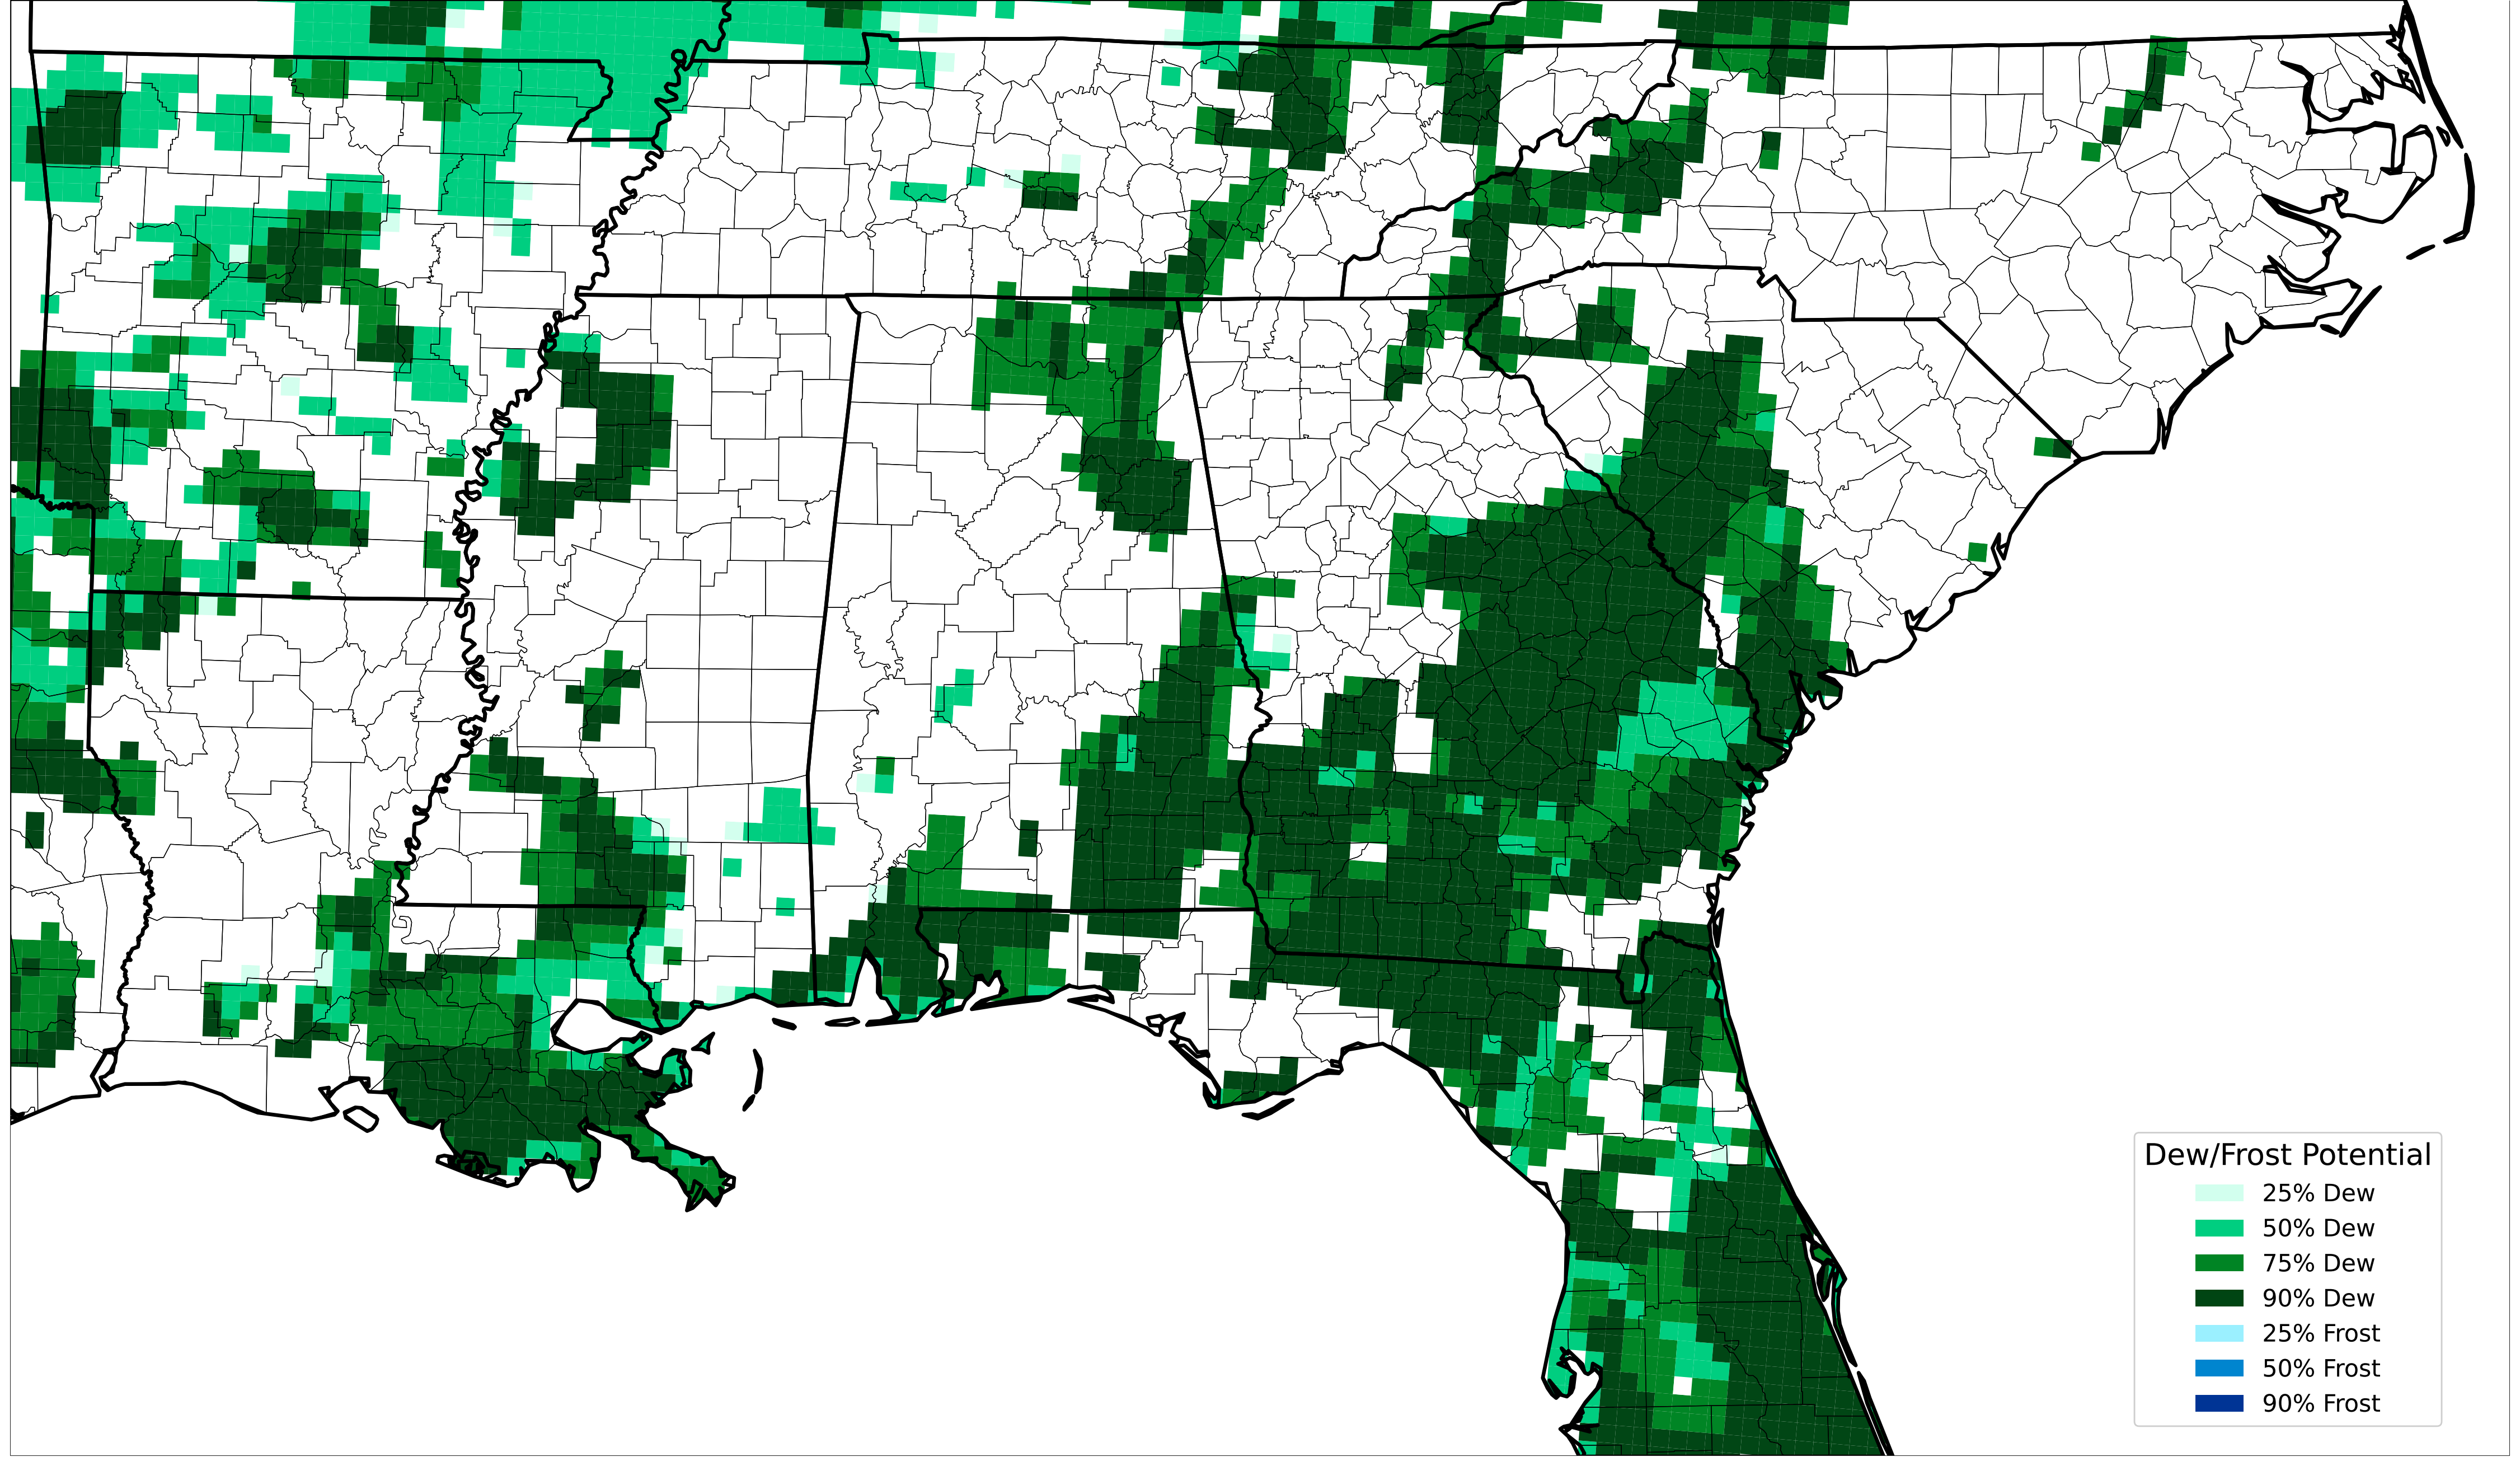 Dew/Frost Potential
25% Dew
50% Dew
75% Dew
90% Dew
25% Frost
50% Frost
90% Frost